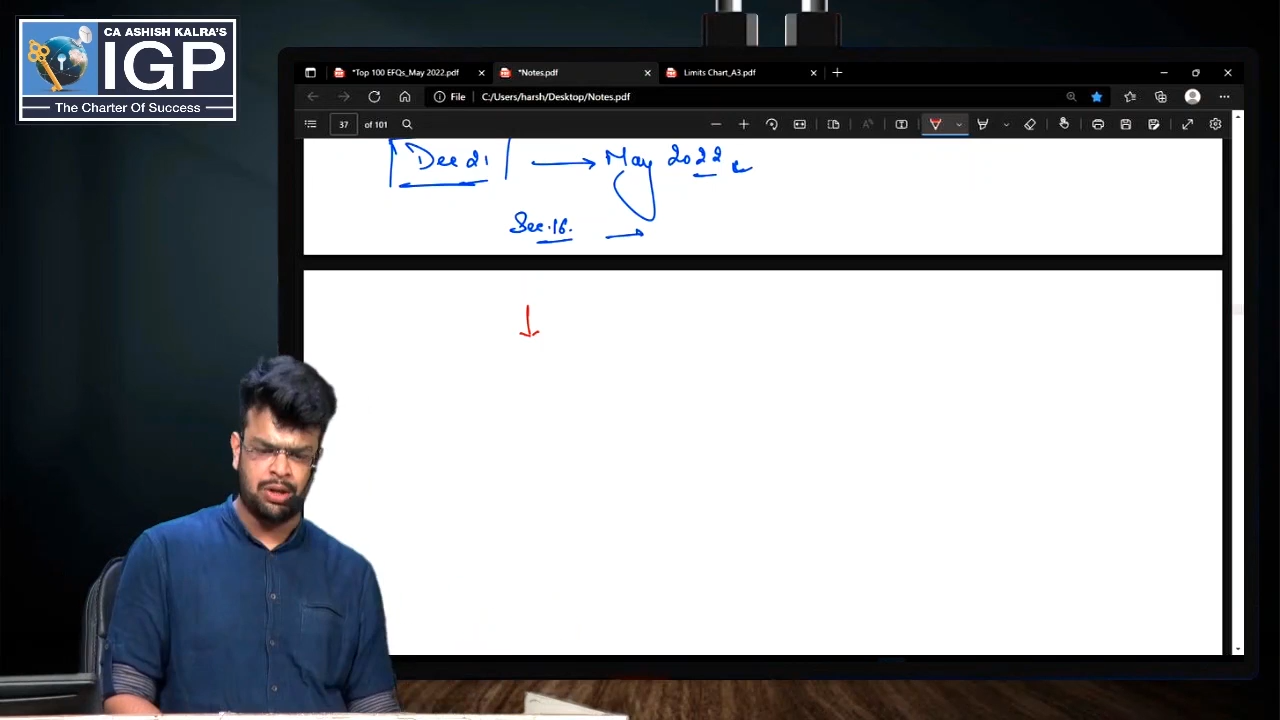 CA ASHISH KALRA'S
IGP
The Charter Of Success
*Top 100 EFQs_May 2022.pdf
*Notes.pdf
Limits Chart_A3.pdf
File
C:/Users/harsh/Desktop/Notes.pdf
37 of 101
Dec 21 → May 2022
Sec. 16. →